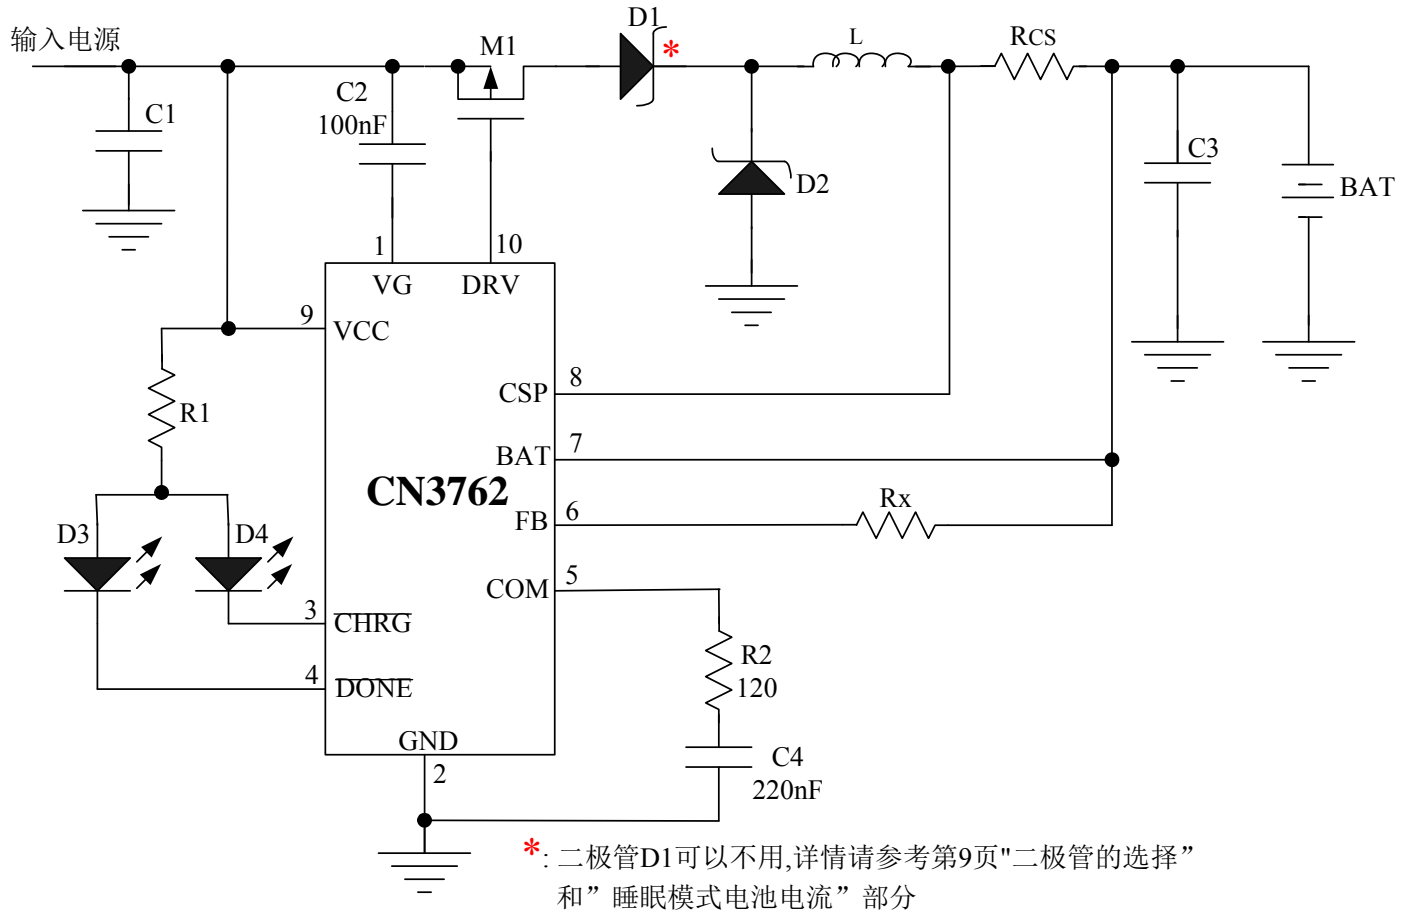 输入电源
D1
*
M1
L
RCS
C1
C2
100nF
D2
C3
BAT
1
10
VG
DRV
9
VCC
8
CSP
R1
7
BAT
CN3762
Rx
6
FB
D3
D4
5
COM
3
CHRG
R2
120
4
DONE
GND
2
C4
220nF
*: 二极管D1可以不用,详情请参考第9页"二极管的选择”
和”睡眠模式电池电流”部分